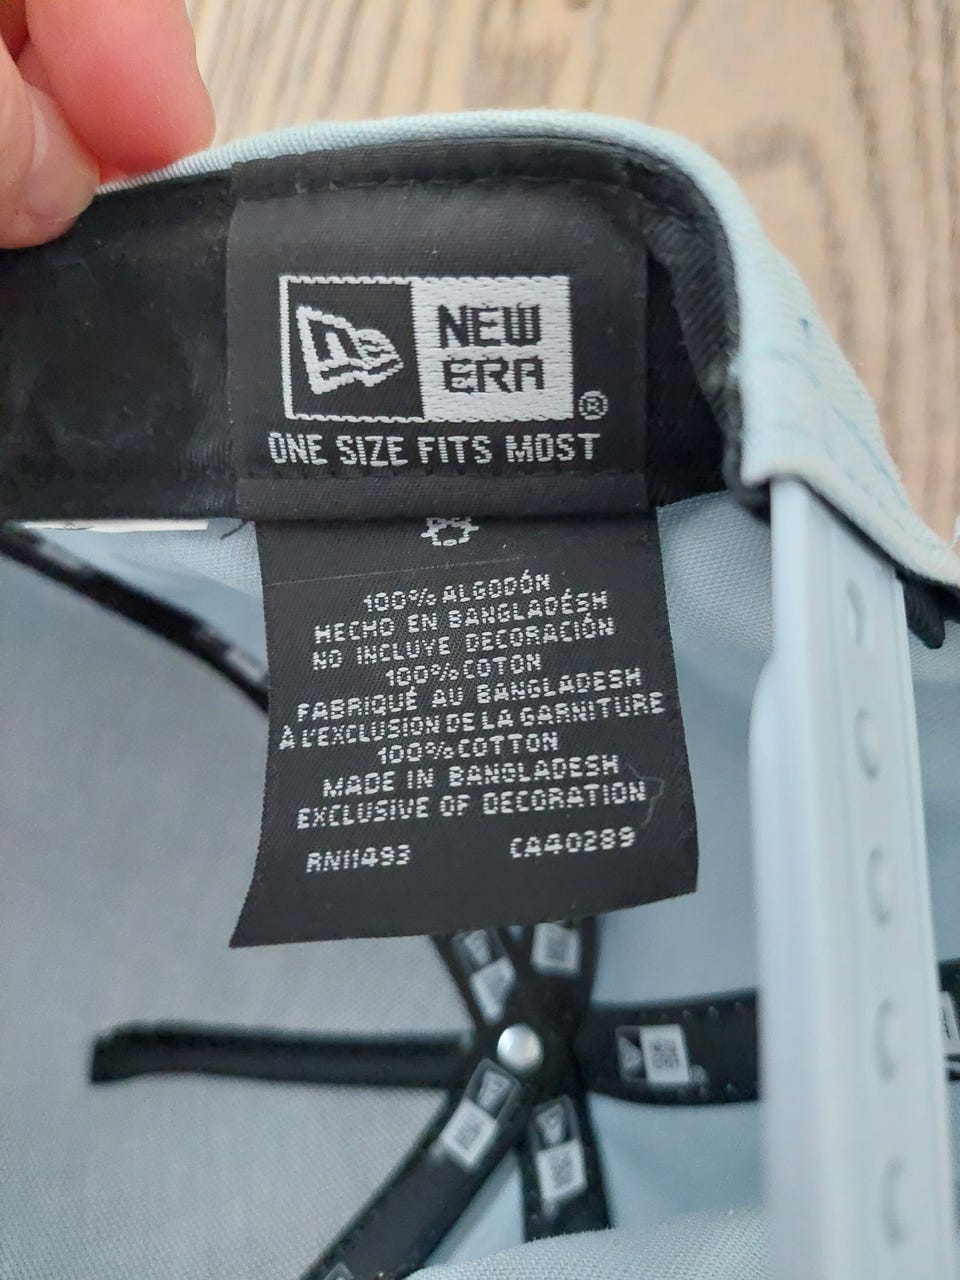 NEW
ERA
®
ONE SIZE FITS MOST
100% ALGODÓN
HECHO EN BANGLADÉSH
NO INCLUYE DECORACIÓN
100% COTON
FABRIQUÉ AU BANGLADESH
À L'EXCLUSION DE LA GARNITURE
100% COTTON
MADE IN BANGLADESH
EXCLUSIVE OF DECORATION
RN11493 CA40289